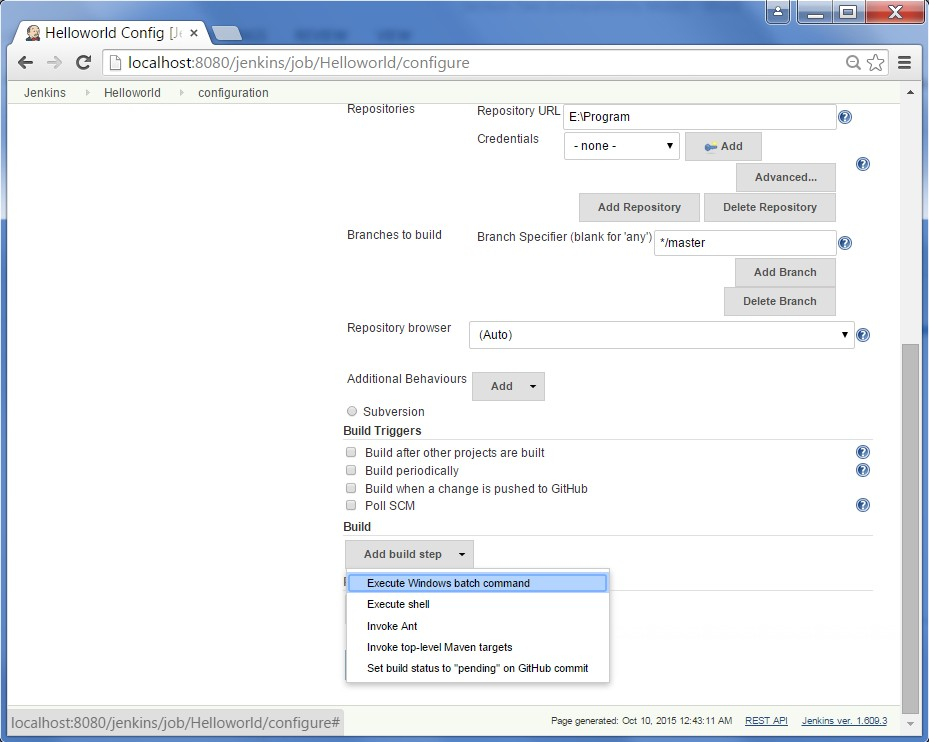 Helloworld Config [Je
localhost:8080/jenkins/job/Helloworld/configure
Jenkins Helloworld configuration
Repositories Repository URL E:\Program
Credentials - none - Add
Advanced...
Add Repository Delete Repository
Branches to build Branch Specifier (blank for 'any') */master
Add Branch
Delete Branch
Repository browser (Auto)
Additional Behaviours Add
Subversion
Build Triggers
Build after other projects are built
Build periodically
Build when a change is pushed to GitHub
Poll SCM
Build
Add build step
Execute Windows batch command
Execute shell
Invoke Ant
Invoke top-level Maven targets
Set build status to "pending" on GitHub commit
localhost:8080/jenkins/job/Helloworld/configure#
Page generated: Oct 10, 2015 12:43:11 AM REST API Jenkins ver. 1.609.3